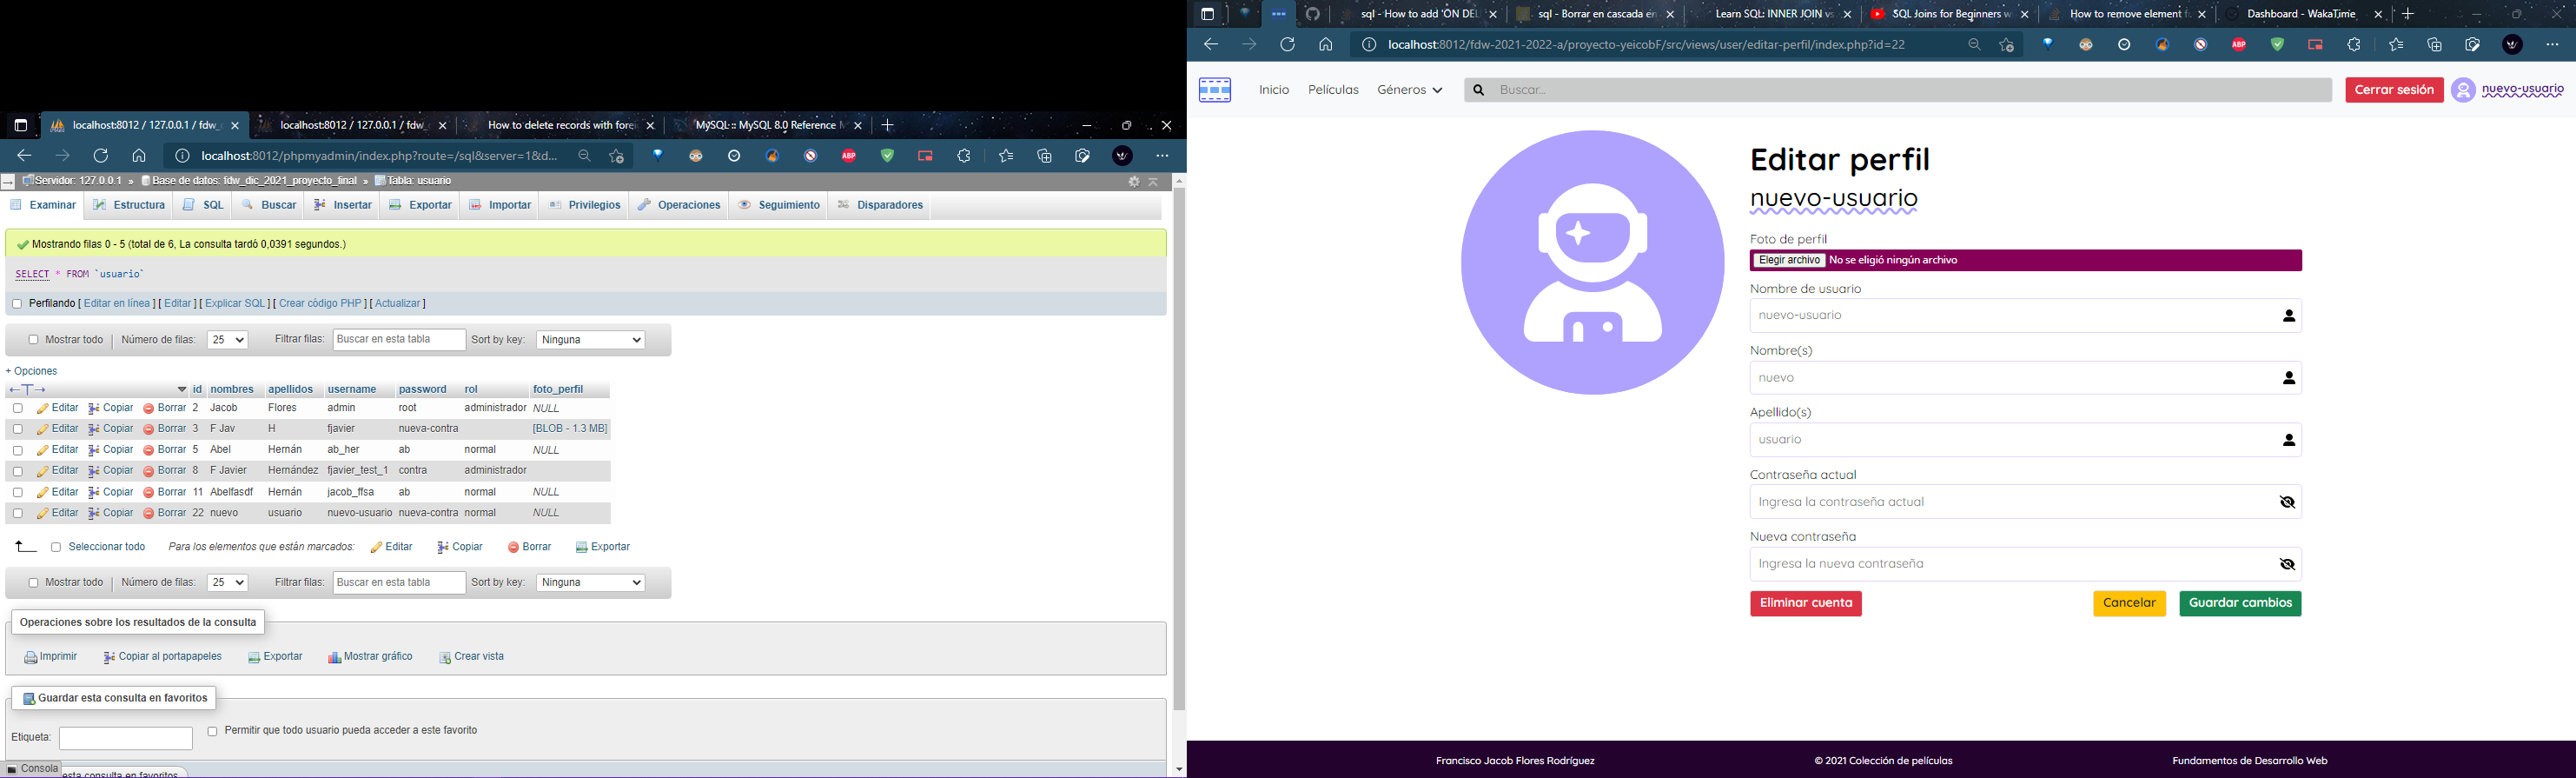 localhost:8012 / 127.0.0.1 / fdw_
localhost:8012 / 127.0.0.1 / fdw_
How to delete records with forei
MySQL :: MySQL 8.0 Reference M
localhost:8012/phpmyadmin/index.php?route=/sql&server=1&d...
ABP
Servidor: 127.0.0.1 » Base de datos: fdw_dic_2021_proyecto_final » Tabla: usuario
Examinar Estructura SQL Buscar Insertar Exportar Importar Privilegios Operaciones Seguimiento Disparadores
Mostrando filas 0 - 5 (total de 6, La consulta tardó 0,0391 segundos.)
SELECT * FROM `usuario`
Perfilando [ Editar en línea ] [ Editar ] [ Explicar SQL ] [ Crear código PHP ] [ Actualizar ]
Mostrar todo | Número de filas: 25 Filtrar filas: Buscar en esta tabla Sort by key: Ninguna
+ Opciones
←T→ id nombres apellidos username password rol foto_perfil
Editar Copiar Borrar 2 Jacob Flores admin root administrador NULL
Editar Copiar Borrar 3 F Jav H fjavier nueva-contra [BLOB - 1.3 MB]
Editar Copiar Borrar 5 Abel Hernán ab_her ab normal NULL
Editar Copiar Borrar 8 F Javier Hernández fjavier_test_1 contra administrador
Editar Copiar Borrar 11 Abelfasdf Hernán jacob_ffsa ab normal NULL
Editar Copiar Borrar 22 nuevo usuario nuevo-usuario nueva-contra normal NULL
Seleccionar todo Para los elementos que están marcados: Editar Copiar Borrar Exportar
Mostrar todo | Número de filas: 25 Filtrar filas: Buscar en esta tabla Sort by key: Ninguna
Operaciones sobre los resultados de la consulta
Imprimir Copiar al portapapeles Exportar Mostrar gráfico Crear vista
Guardar esta consulta en favoritos
Etiqueta: Permitir que todo usuario pueda acceder a este favorito
Consola esta consulta en favoritos
sql - How to add 'ON DEL
sql - Borrar en cascada en
Learn SQL: INNER JOIN vs
SQL Joins for Beginners w
How to remove element f
Dashboard - WakaTime
localhost:8012/fdw-2021-2022-a/proyecto-yeicobF/src/views/user/editar-perfil/index.php?id=22
ABP
Inicio Películas Géneros Buscar... Cerrar sesión nuevo-usuario
Editar perfil
nuevo-usuario
Foto de perfil
Elegir archivo No se eligió ningún archivo
Nombre de usuario
nuevo-usuario
Nombre(s)
nuevo
Apellido(s)
usuario
Contraseña actual
Ingresa la contraseña actual
Nueva contraseña
Ingresa la nueva contraseña
Eliminar cuenta Cancelar Guardar cambios
Francisco Jacob Flores Rodríguez © 2021 Colección de películas Fundamentos de Desarrollo Web